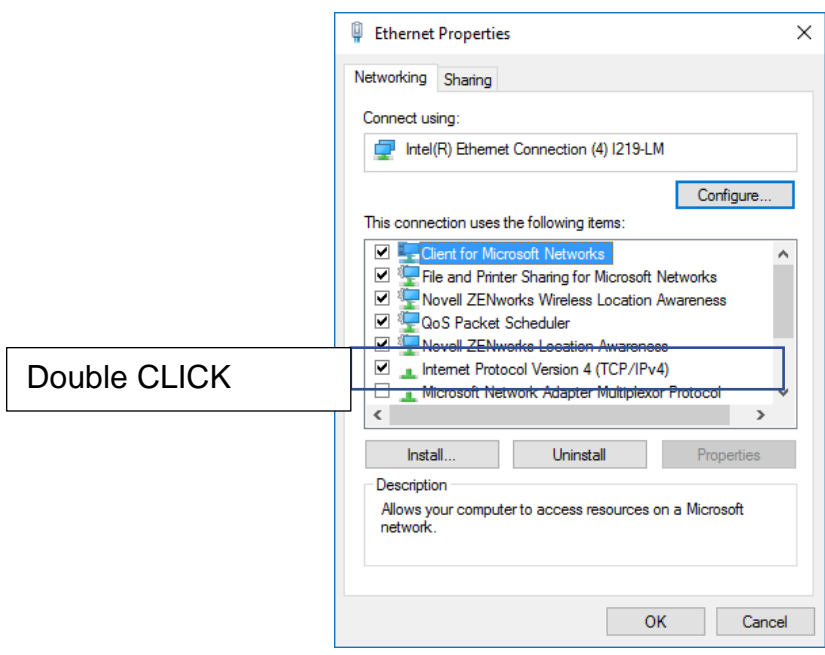 Ethernet Properties
Networking
Sharing
Connect using:
Intel(R) Ethernet Connection (4) I219-LM
Configure...
This connection uses the following items:
Client for Microsoft Networks
File and Printer Sharing for Microsoft Networks
Novell ZENworks Wireless Location Awareness
QoS Packet Scheduler
Novell ZENworks Location Awareness
Double CLICK
Internet Protocol Version 4 (TCP/IPv4)
Microsoft Network Adapter Multiplexor Protocol
Install...
Uninstall
Properties
Description
Allows your computer to access resources on a Microsoft
network.
OK
Cancel